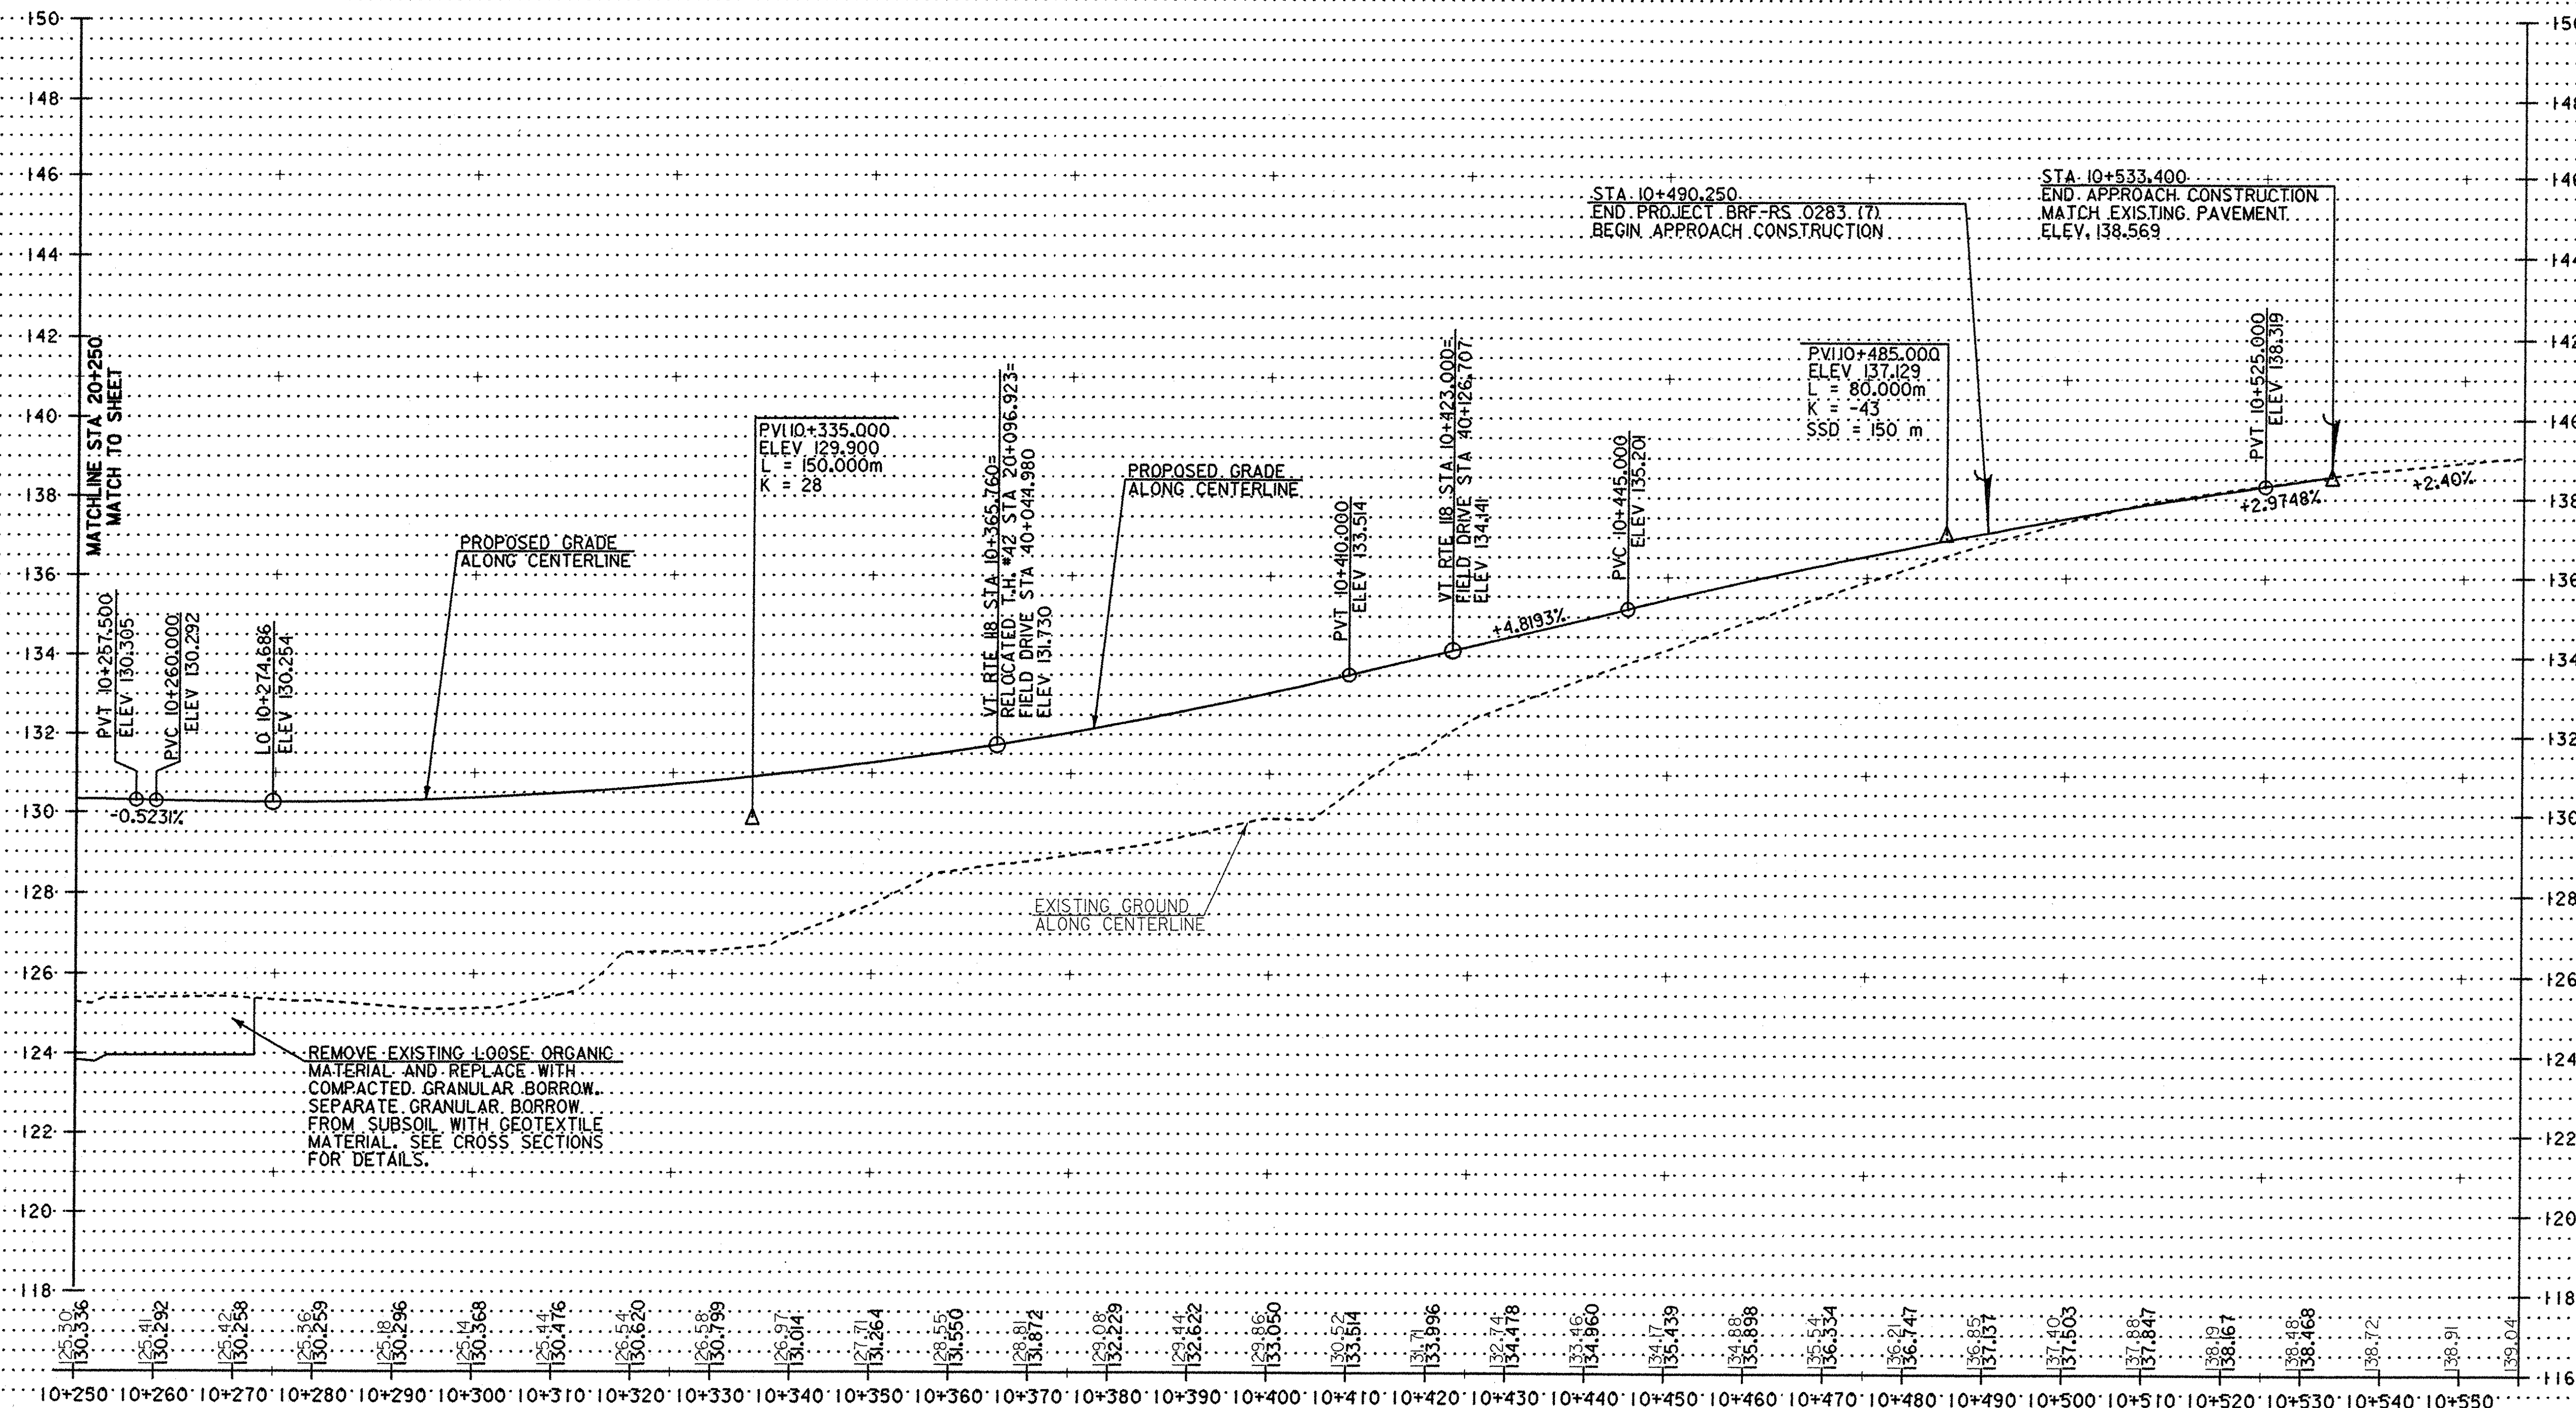 150
148
146
144
142
140
138
136
134
132
130
128
126
124
122
120
118
MATCHLINE STA 20+250
MATCH TO SHEET
PVT 10+257.500
ELEV 130.305
PVC 10+260.000
ELEV 130.292
LO 10+274.686
ELEV 130.254
-0.5231%
PROPOSED GRADE
ALONG CENTERLINE
PVI 10+335.000
ELEV 129.900
L = 150.000m
K = 28
VT RTE 118 STA 10+365.760=
RELOCATED T.H. #42 STA 20+096.923=
FIELD DRIVE STA 40+044.980
ELEV 131.730
PROPOSED GRADE
ALONG CENTERLINE
PVT 10+410.000
ELEV 133.514
VT RTE 118 STA 10+423.000=
FIELD DRIVE STA 40+126.707
ELEV 134.141
+4.8193%
PVC 10+445.000
ELEV 135.201
STA 10+490.250
END PROJECT BRF-RS 0283 (7)
BEGIN APPROACH CONSTRUCTION
PVI 10+485.000
ELEV 137.129
L = 80.000m
K = -43
SSD = 150 m
STA 10+533.400
END APPROACH CONSTRUCTION
MATCH EXISTING PAVEMENT
ELEV. 138.569
PVT 10+525.000
ELEV 138.319
+2.9748%
+2.40%
EXISTING GROUND
ALONG CENTERLINE
REMOVE EXISTING LOOSE ORGANIC
MATERIAL AND REPLACE WITH
COMPACTED GRANULAR BORROW.
SEPARATE GRANULAR BORROW
FROM SUBSOIL WITH GEOTEXTILE
MATERIAL. SEE CROSS SECTIONS
FOR DETAILS.
148
146
144
142
140
138
136
134
132
130
128
126
124
122
120
118
116
125.30 130.336
125.41 130.292
125.42 130.258
125.36 130.259
125.18 130.296
125.14 130.368
125.44 130.476
126.54 130.620
126.58 130.799
126.97 131.014
127.71 131.264
128.55 131.550
128.81 131.872
129.08 132.229
129.44 132.622
129.86 133.050
130.52 133.514
131.71 133.996
132.74 134.478
133.46 134.960
134.17 135.439
134.88 135.898
135.54 136.334
136.21 136.747
136.85 137.137
137.40 137.503
137.88 137.847
138.19 138.167
138.48 138.468
138.72
138.91
139.04
10+250 10+260 10+270 10+280 10+290 10+300 10+310 10+320 10+330 10+340 10+350 10+360 10+370 10+380 10+390 10+400 10+410 10+420 10+430 10+440 10+450 10+460 10+470 10+480 10+490 10+500 10+510 10+520 10+530 10+540 10+550